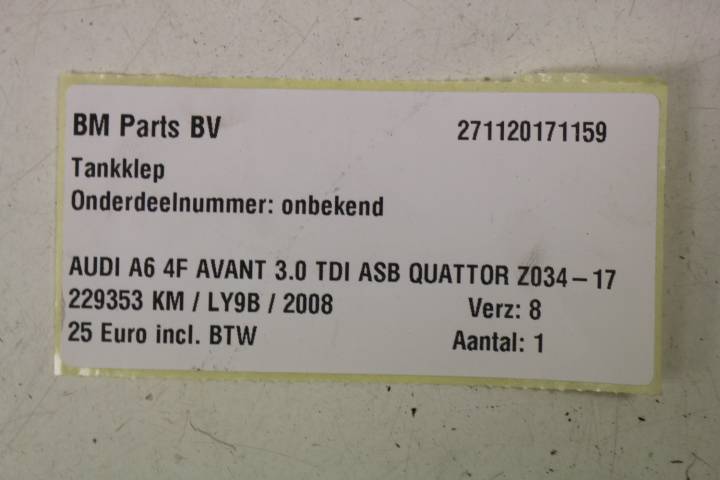 BM Parts BV 271120171159
Tankklep
Onderdeelnummer: onbekend
AUDI A6 4F AVANT 3.0 TDI ASB QUATTOR Z034-17
229353 KM / LY9B / 2008 Verz: 8
25 Euro incl. BTW Aantal: 1